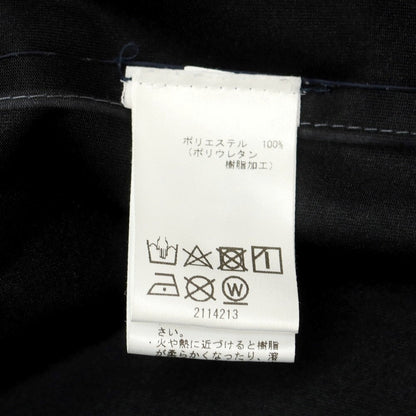 ポリエステル 100%
(ポリウレタン
樹脂加工)
W
2114213
さい。
・火や熱に近づけると樹脂
が柔らかくなったり、溶